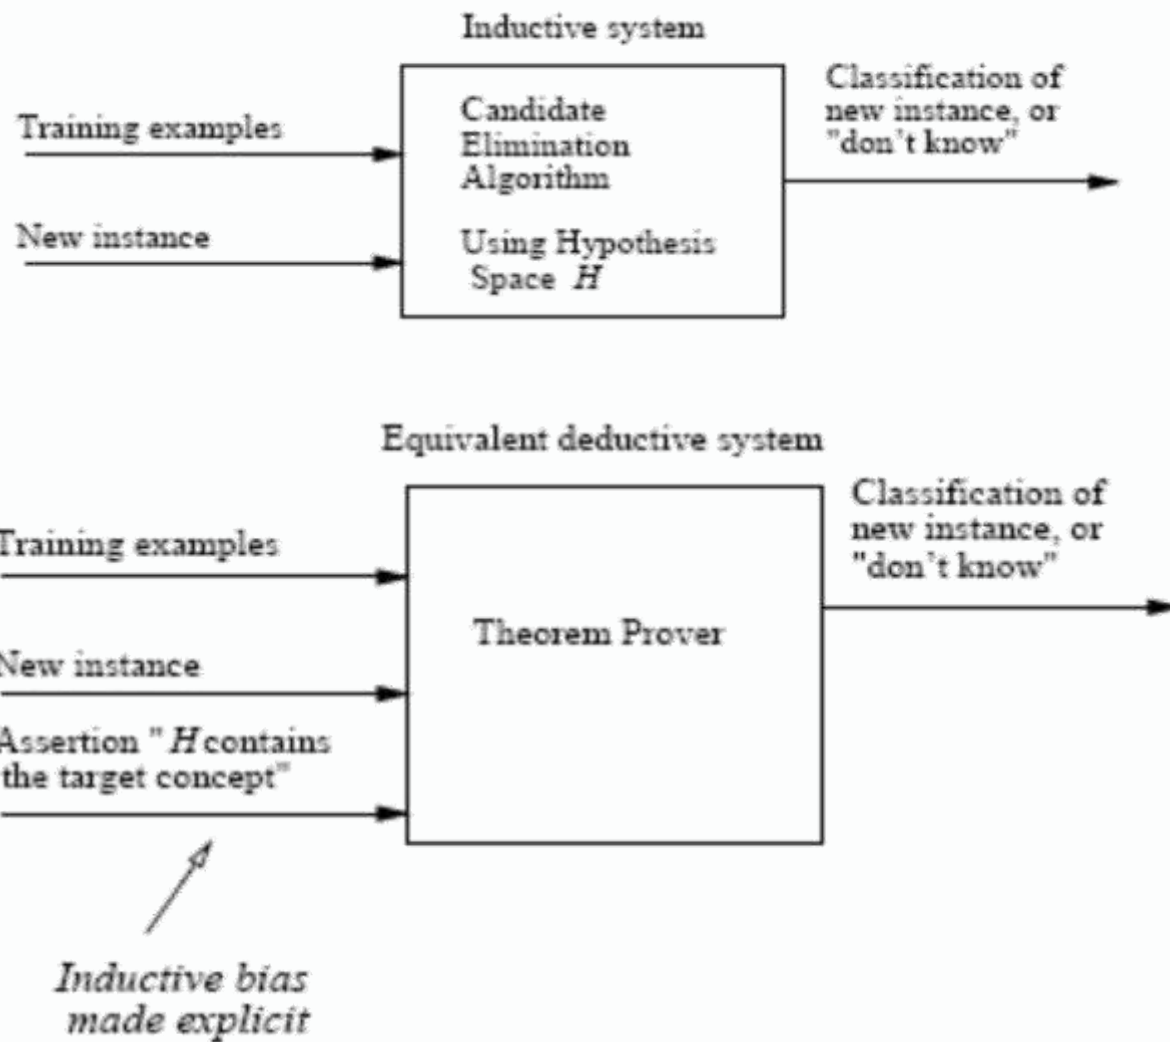 Inductive system
Training examples
New instance
Candidate
Elimination
Algorithm
Using Hypothesis
Space H
Classification of
new instance, or
"don't know"
Equivalent deductive system
Training examples
New instance
Assertion " H contains
the target concept"
Theorem Prover
Classification of
new instance, or
"don't know"
Inductive bias
made explicit